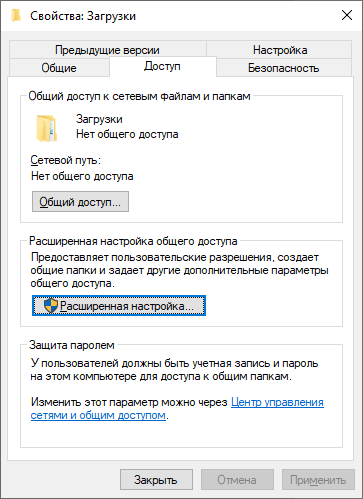 Свойства: Загрузки
Предыдущие версии
Настройка
Общие
Доступ
Безопасность
Общий доступ к сетевым файлам и папкам
Загрузки
Нет общего доступа
Сетевой путь:
Нет общего доступа
Общий доступ...
Расширенная настройка общего доступа
Предоставляет пользовательские разрешения, создает
общие папки и задает другие дополнительные параметры
общего доступа.
Расширенная настройка...
Защита паролем
У пользователей должны быть учетная запись и пароль
на этом компьютере для доступа к общим папкам.
Изменить этот параметр можно через Центр управления
сетями и общим доступом.
Закрыть
Отмена
Применить